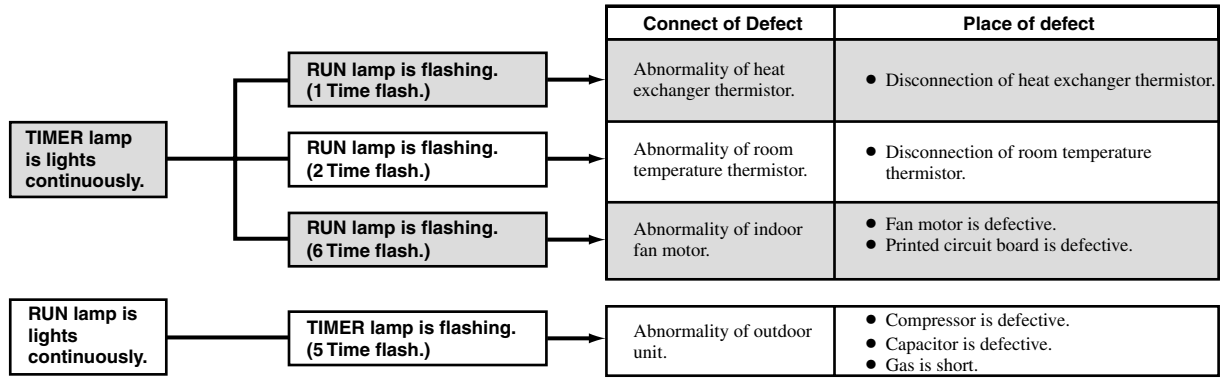 Connect of Defect
Place of defect
TIMER lamp
is lights
continuously.
RUN lamp is flashing.
(1 Time flash.)
Abnormality of heat
exchanger thermistor.
● Disconnection of heat exchanger thermistor.
RUN lamp is flashing.
(2 Time flash.)
Abnormality of room
temperature thermistor.
● Disconnection of room temperature
thermistor.
RUN lamp is flashing.
(6 Time flash.)
Abnormality of indoor
fan motor.
● Fan motor is defective.
● Printed circuit board is defective.
RUN lamp is
lights
continuously.
TIMER lamp is flashing.
(5 Time flash.)
Abnormality of outdoor
unit.
● Compressor is defective.
● Capacitor is defective.
● Gas is short.